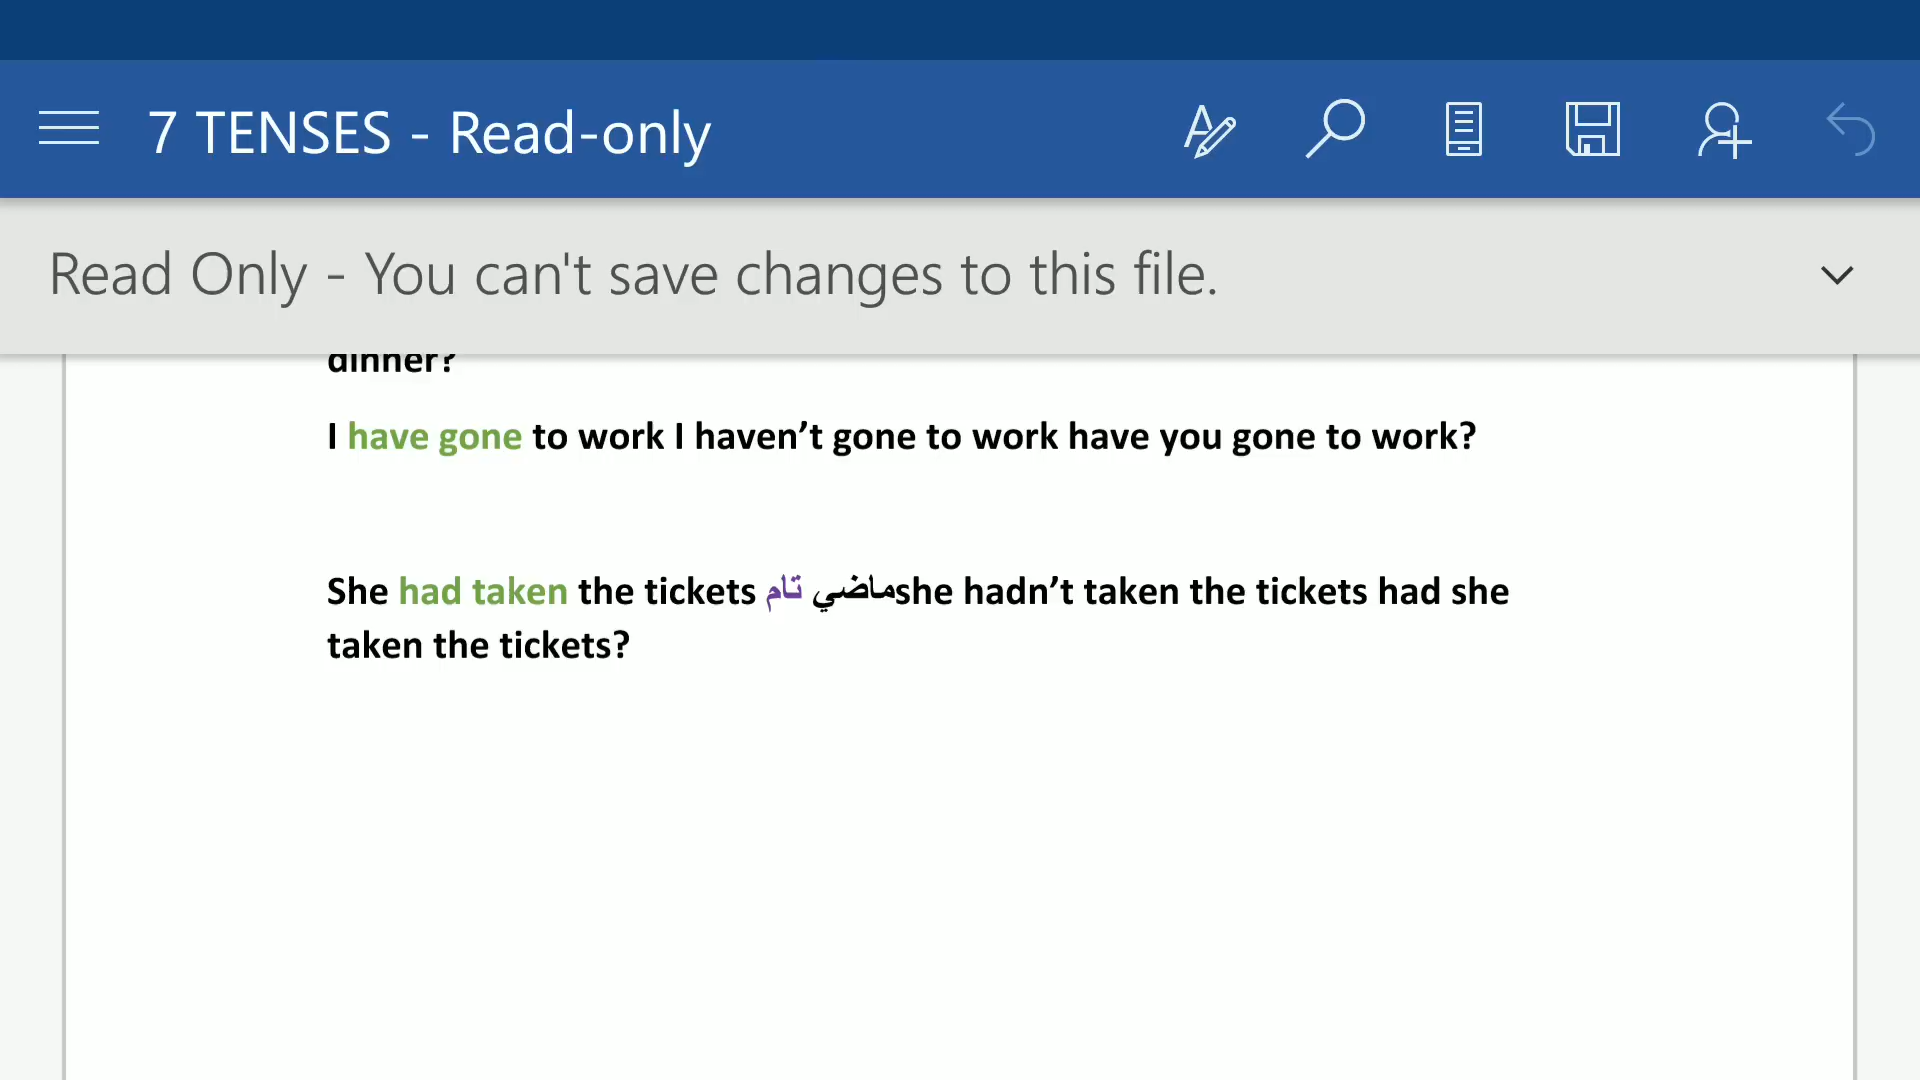 7 TENSES - Read-only
Read Only - You can't save changes to this file.
dinner?
I have gone to work I haven’t gone to work have you gone to work?
She had taken the tickets ماضي تام she hadn’t taken the tickets had she
taken the tickets?